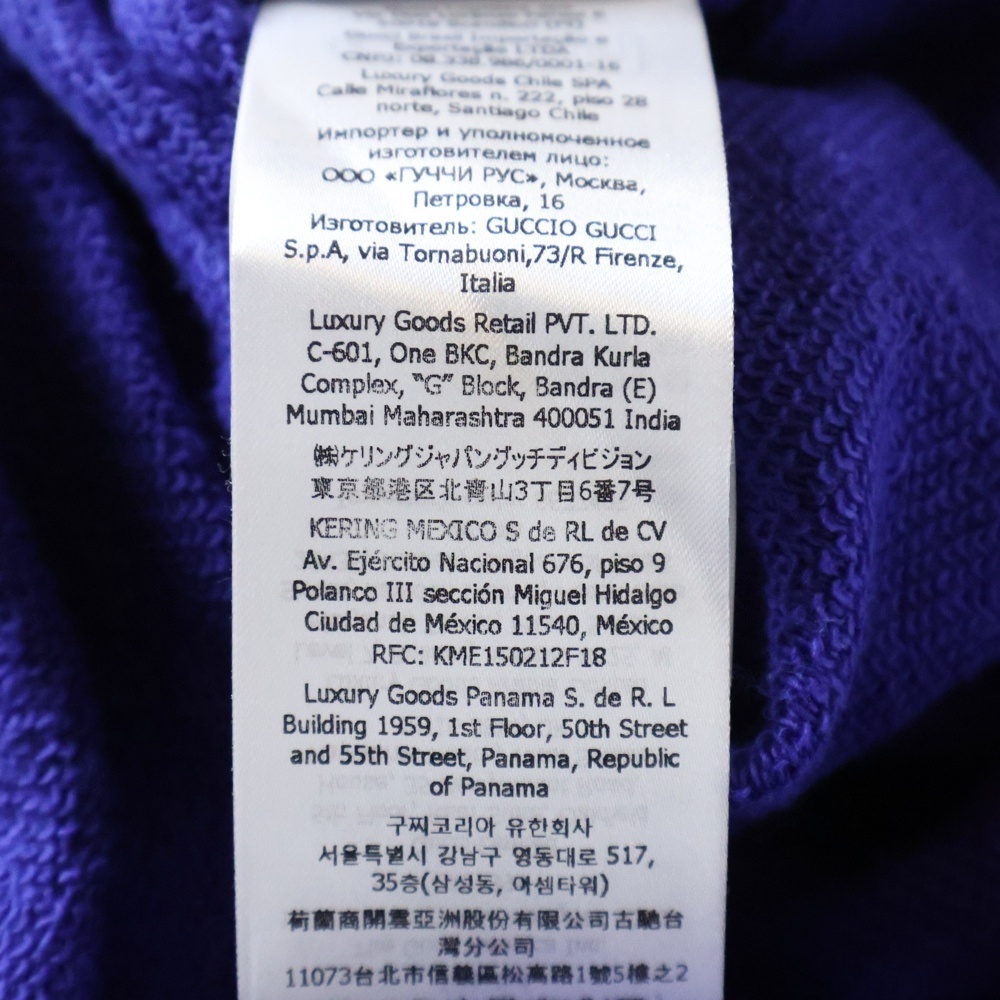 Exportação LTDA
CNPJ: 08.338.986/0001-16
Luxury Goods Chile SPA
Calle Miraflores n. 222, piso 28
norte, Santiago Chile
Импортер и уполномоченное
изготовителем лицо:
ООО «ГУЧЧИ РУС», Москва,
Петровка, 16
Изготовитель: GUCCIO GUCCI
S.p.A, via Tornabuoni,73/R Firenze,
Italia
Luxury Goods Retail PVT. LTD.
C-601, One BKC, Bandra Kurla
Complex, "G" Block, Bandra (E)
Mumbai Maharashtra 400051 India
㈱ケリングジャパングッチディビジョン
東京都港区北青山3丁目6番7号
KERING MEXICO S de RL de CV
Av. Ejército Nacional 676, piso 9
Polanco III sección Miguel Hidalgo
Ciudad de México 11540, México
RFC: KME150212F18
Luxury Goods Panama S. de R. L
Building 1959, 1st Floor, 50th Street
and 55th Street, Panama, Republic
of Panama
구찌코리아 유한회사
서울특별시 강남구 영동대로 517,
35층(삼성동, 아셈타워)
荷蘭商開雲亞洲股份有限公司古馳台
灣分公司
11073台北市信義區松高路1號5樓之2